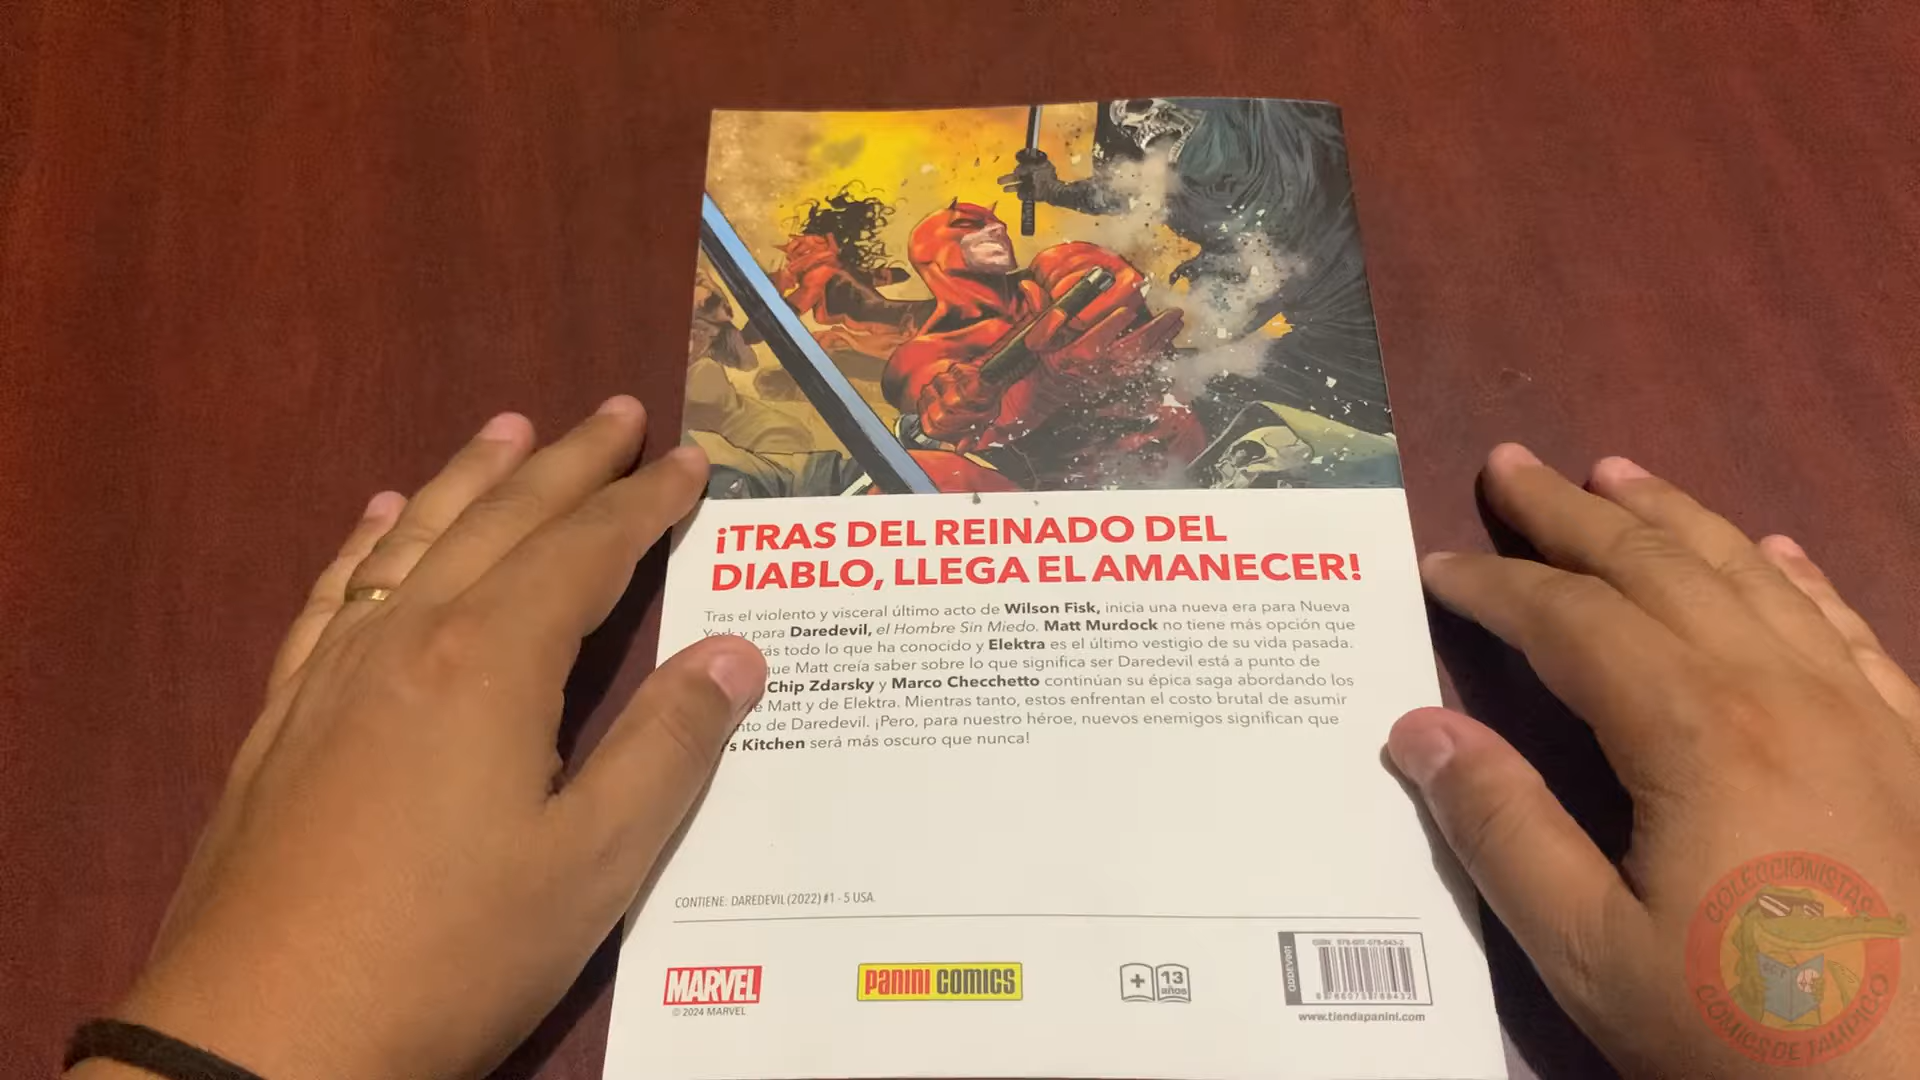 ¡TRAS DEL REINADO DEL
DIABLO, LLEGA EL AMANECER!
Tras el violento y visceral último acto de Wilson Fisk, inicia una nueva era para Nueva
York y para Daredevil, el Hombre Sin Miedo. Matt Murdock no tiene más opción que
todo lo que ha conocido y Elektra es el último vestigio de su vida pasada.
que Matt creía saber sobre lo que significa ser Daredevil está a punto de
Chip Zdarsky y Marco Checchetto continúan su épica saga abordando los
Matt y de Elektra. Mientras tanto, estos enfrentan el costo brutal de asumir
de Daredevil. ¡Pero, para nuestro héroe, nuevos enemigos significan que
Kitchen será más oscuro que nunca!
CONTIENE: DAREDEVIL (2022) #1 - 5 USA.
MARVEL
© 2024 MARVEL
PANINI COMICS
+ 13
años
www.tiendapanini.com
COLECCIONISTAS
COMICS DE TAMPICO